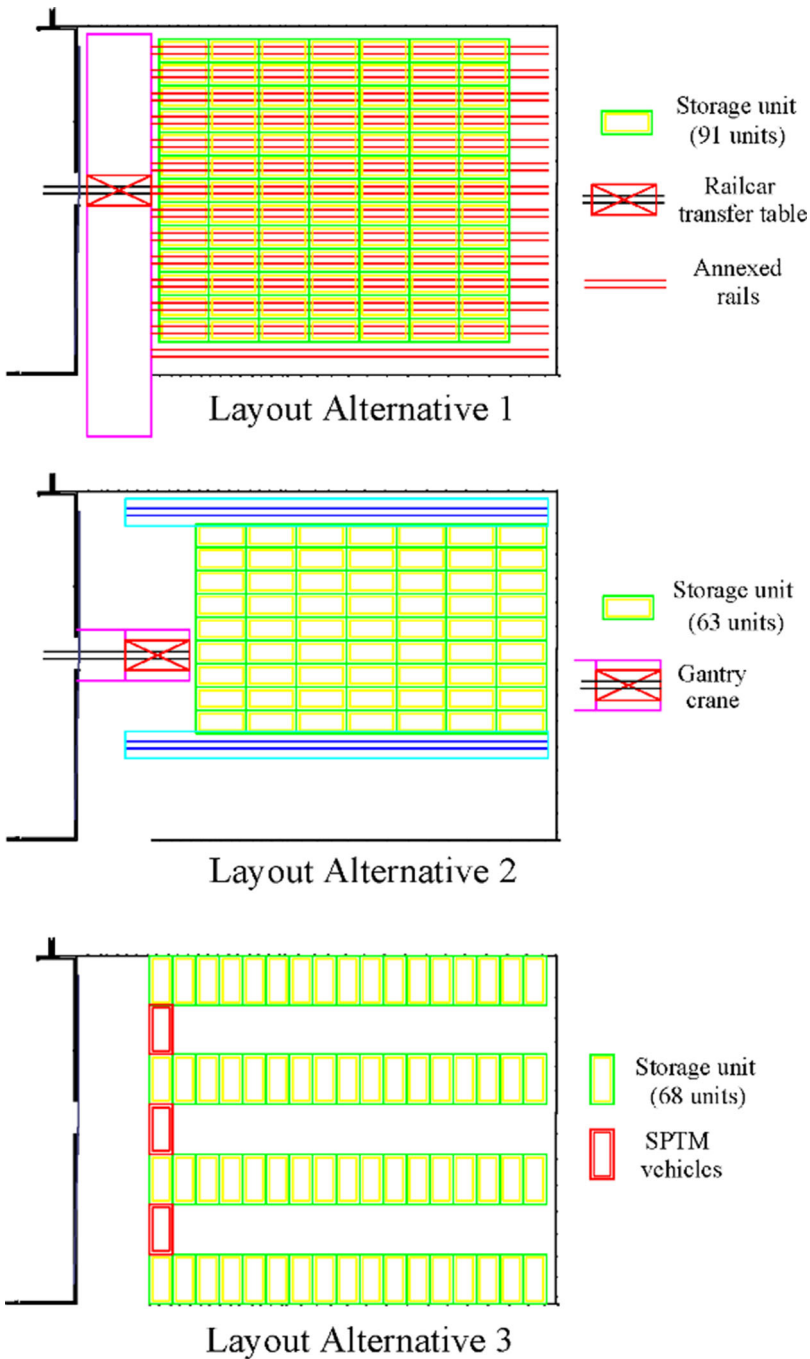 Storage unit
(91 units)
Railcar
transfer table
Annexed
rails
Layout Alternative 1
Storage unit
(63 units)
Gantry
crane
Layout Alternative 2
Storage unit
(68 units)
SPTM
vehicles
Layout Alternative 3